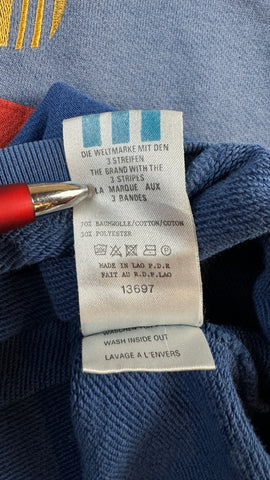 DIE WELTMARKE MIT DEN
3 STREIFEN
THE BRAND WITH THE
3 STRIPES
LA MARQUE AUX
3 BANDES
70% BAUMWOLLE/COTTON/COTON
30% POLYESTER
MADE IN LAO P.D.R
FAIT AU R.D.P.LAO
13697
WASH INSIDE OUT
LAVAGE A L'ENVERS